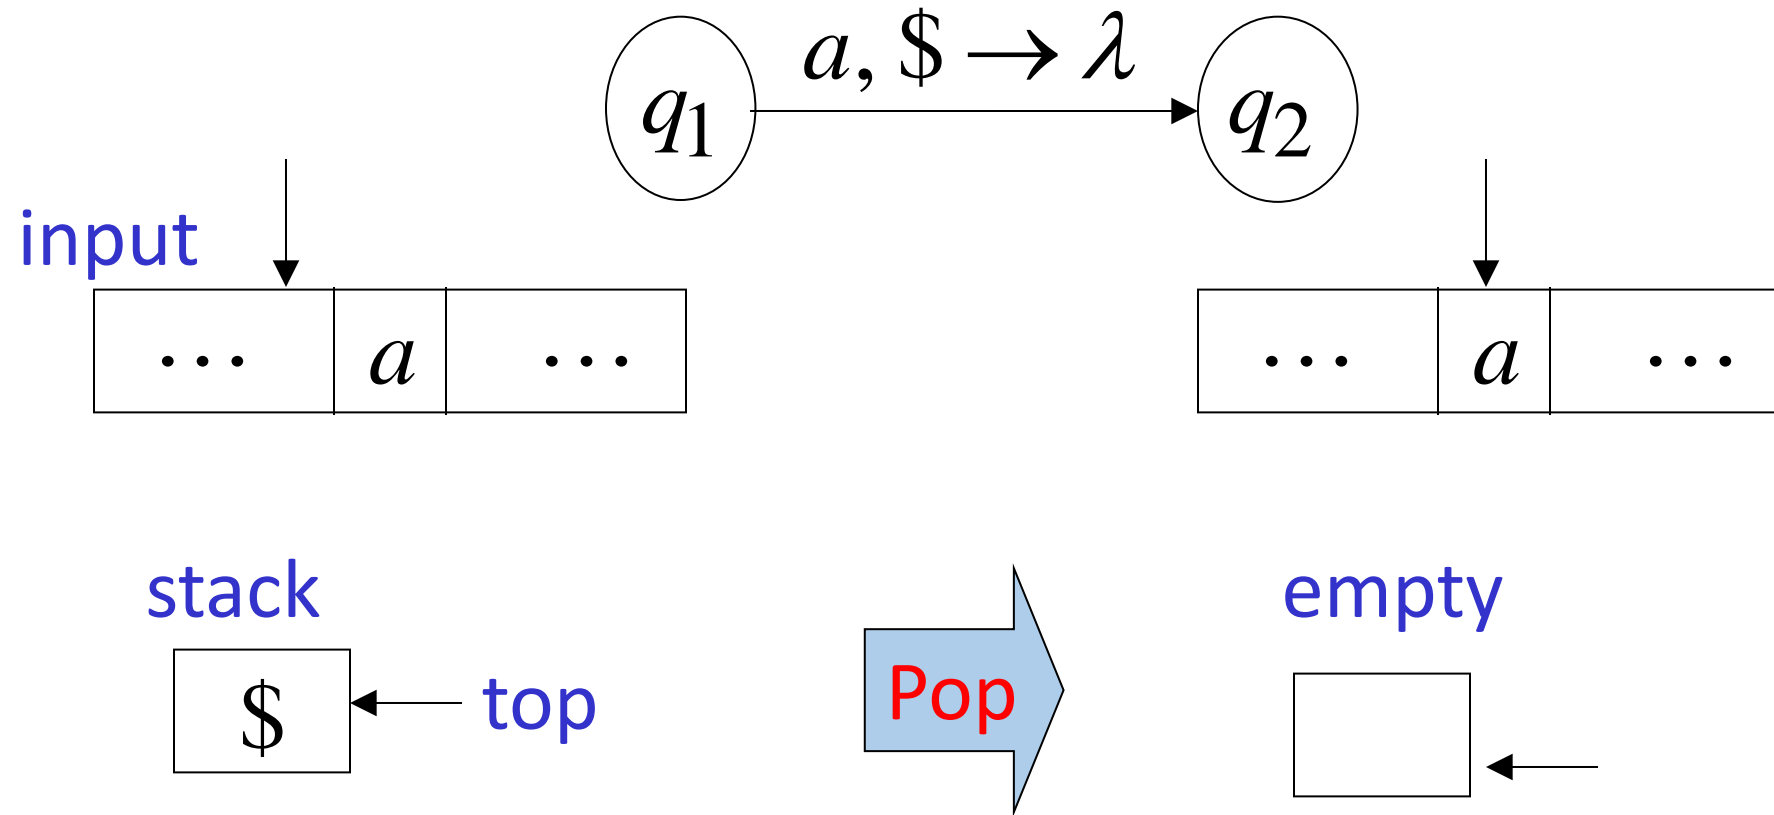 a, $ → λ
q₁ q₂
input
⋯ a ⋯ ⋯ a ⋯
stack empty
$ top Pop